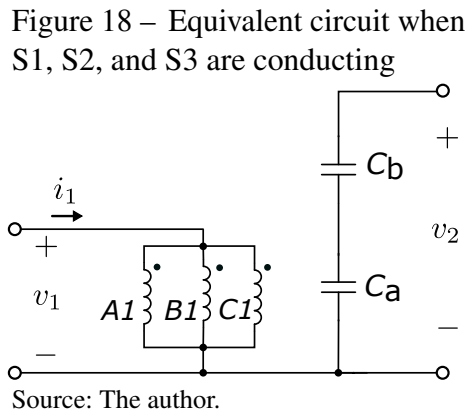 Figure 18 – Equivalent circuit when
S1, S2, and S3 are conducting
+
Cb
i1
v2
+
v1
A1 B1 C1
Ca
–
–
Source: The author.